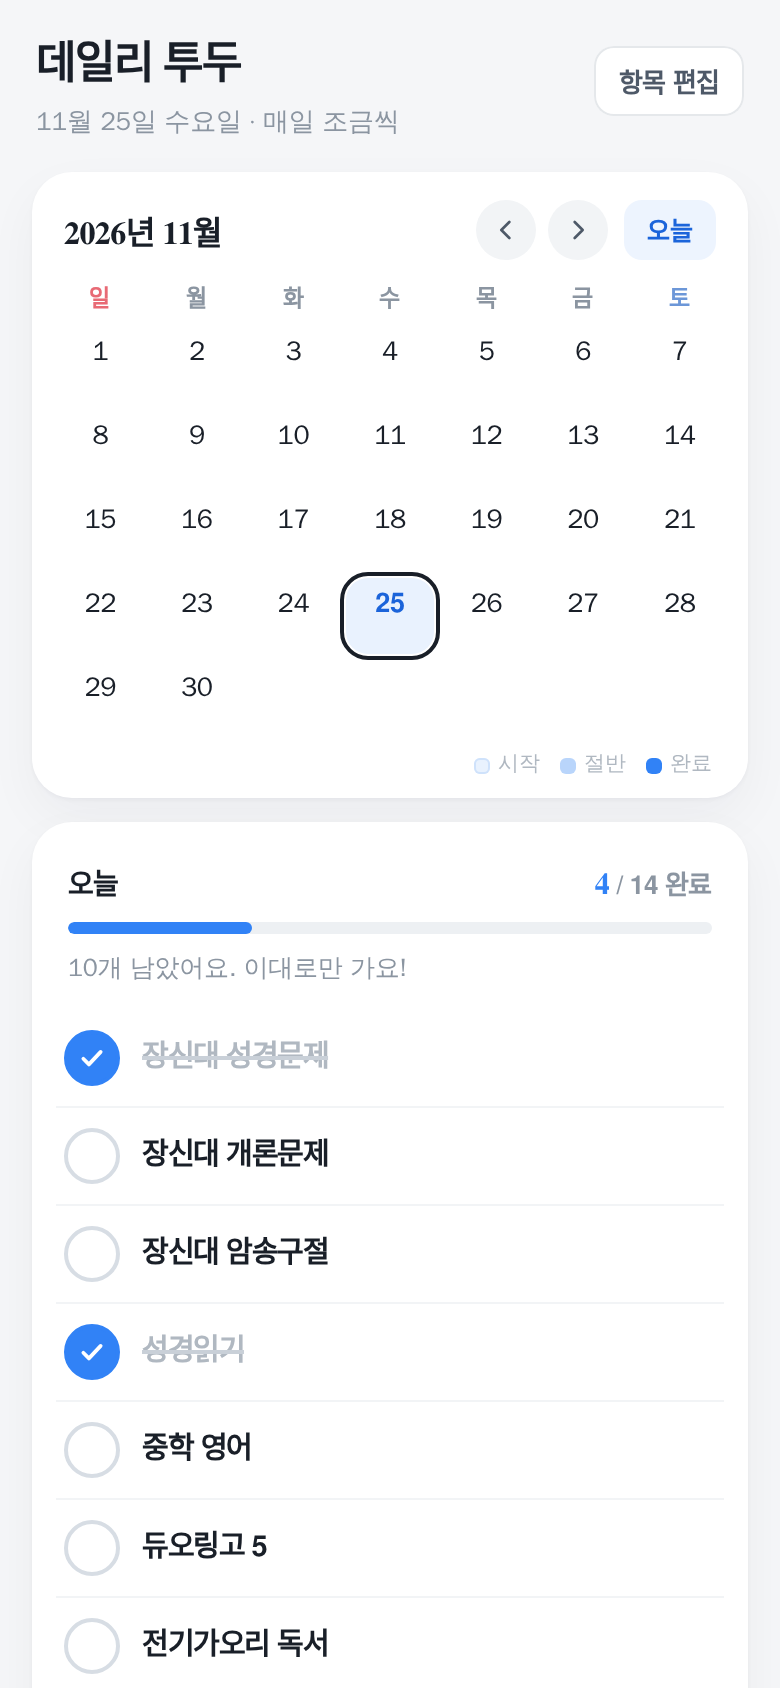 데일리 투두
항목 편집
11월 25일 수요일 · 매일 조금씩
2026년 11월
오늘
일 월 화 수 목 금 토
1 2 3 4 5 6 7
8 9 10 11 12 13 14
15 16 17 18 19 20 21
22 23 24 25 26 27 28
29 30
시작 절반 완료
오늘
4 / 14 완료
10개 남았어요. 이대로만 가요!
장신대 성경문제
장신대 개론문제
장신대 암송구절
성경읽기
중학 영어
듀오링고 5
전기가오리 독서